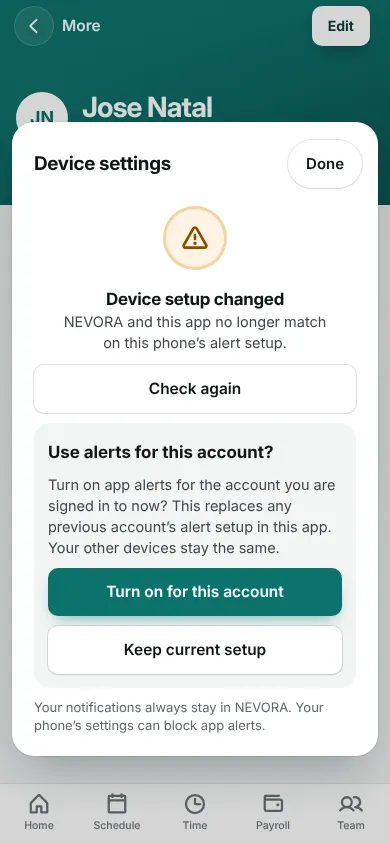 More
Edit
JN
Jose Natal
Device settings
Done
Device setup changed
NEVORA and this app no longer match
on this phone’s alert setup.
Check again
Use alerts for this account?
Turn on app alerts for the account you are
signed in to now? This replaces any
previous account’s alert setup in this app.
Your other devices stay the same.
Turn on for this account
Keep current setup
Your notifications always stay in NEVORA. Your
phone’s settings can block app alerts.
Home
Schedule
Time
Payroll
Team